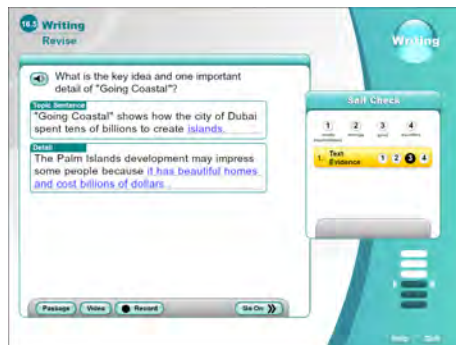 16.5 Writing
Revise
Writing
What is the key idea and one important
detail of "Going Coastal"?
Topic Sentence
"Going Coastal" shows how the city of Dubai
spent tens of billions to create islands.
Detail
The Palm Islands development may impress
some people because it has beautiful homes
and cost billions of dollars .
Self Check
1 2 3 4
1. Text
Evidence 1 2 3 4
Passage Video Record Go On
Help Quit